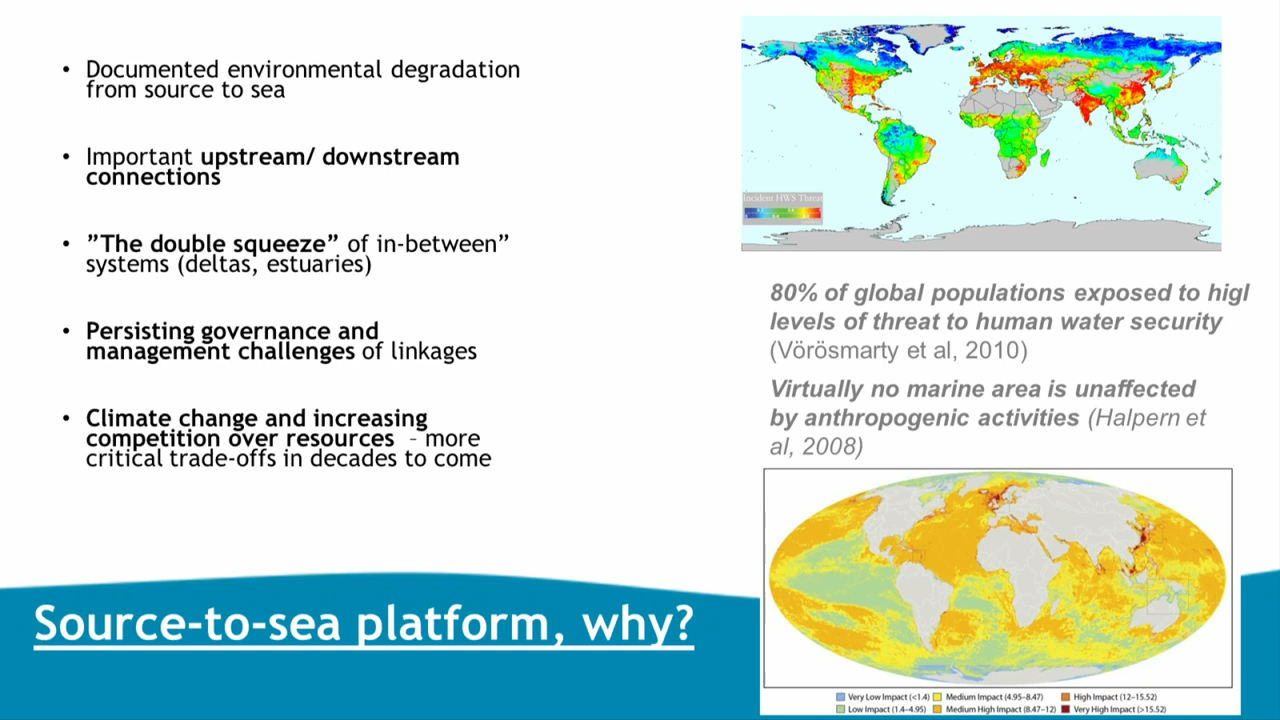 • Documented environmental degradation
from source to sea
• Important upstream/ downstream
connections
• ”The double squeeze” of in-between”
systems (deltas, estuaries)
• Persisting governance and
management challenges of linkages
• Climate change and increasing
competition over resources – more
critical trade-offs in decades to come
Source-to-sea platform, why?
Incident HWS Threat
80% of global populations exposed to higl
levels of threat to human water security
(Vörösmarty et al, 2010)
Virtually no marine area is unaffected
by anthropogenic activities (Halpern et
al, 2008)
Very Low Impact (<1.4) Medium Impact (4.95–8.47) High Impact (12–15.52)
Low Impact (1.4–4.95) Medium High Impact (8.47–12) Very High Impact (>15.52)